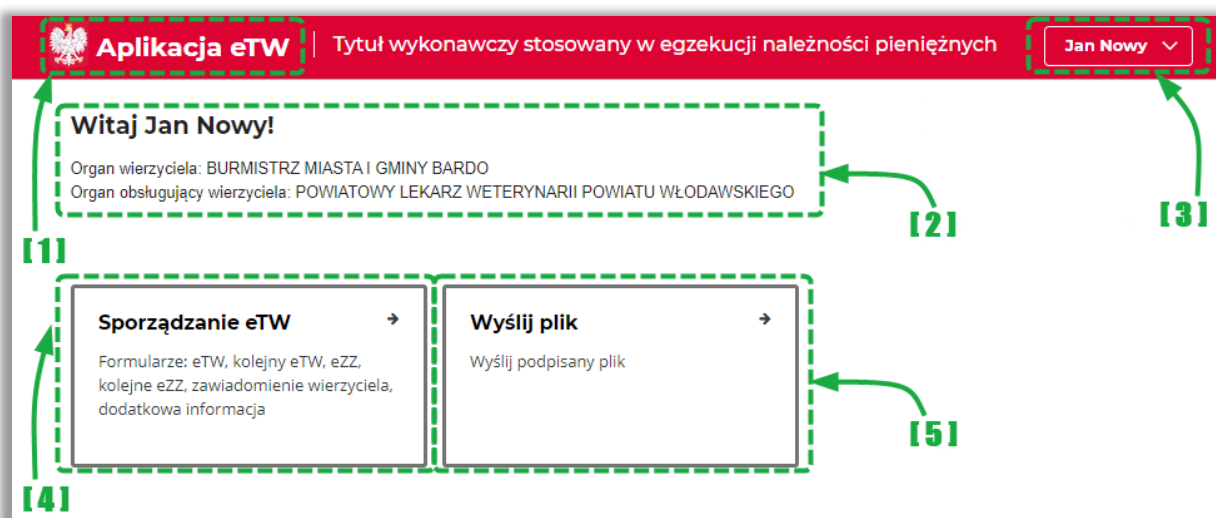 Aplikacja eTW | Tytuł wykonawczy stosowany w egzekucji należności pieniężnych Jan Nowy
Witaj Jan Nowy!
Organ wierzyciela: BURMISTRZ MIASTA I GMINY BARDO
Organ obsługujący wierzyciela: POWIATOWY LEKARZ WETERYNARII POWIATU WŁODAWSKIEGO
[3]
[2]
[1]
Sporządzanie eTW
Formularze: eTW, kolejny eTW, eZZ,
kolejne eZZ, zawiadomienie wierzyciela,
dodatkowa informacja
Wyślij plik
Wyślij podpisany plik
[5]
[4]